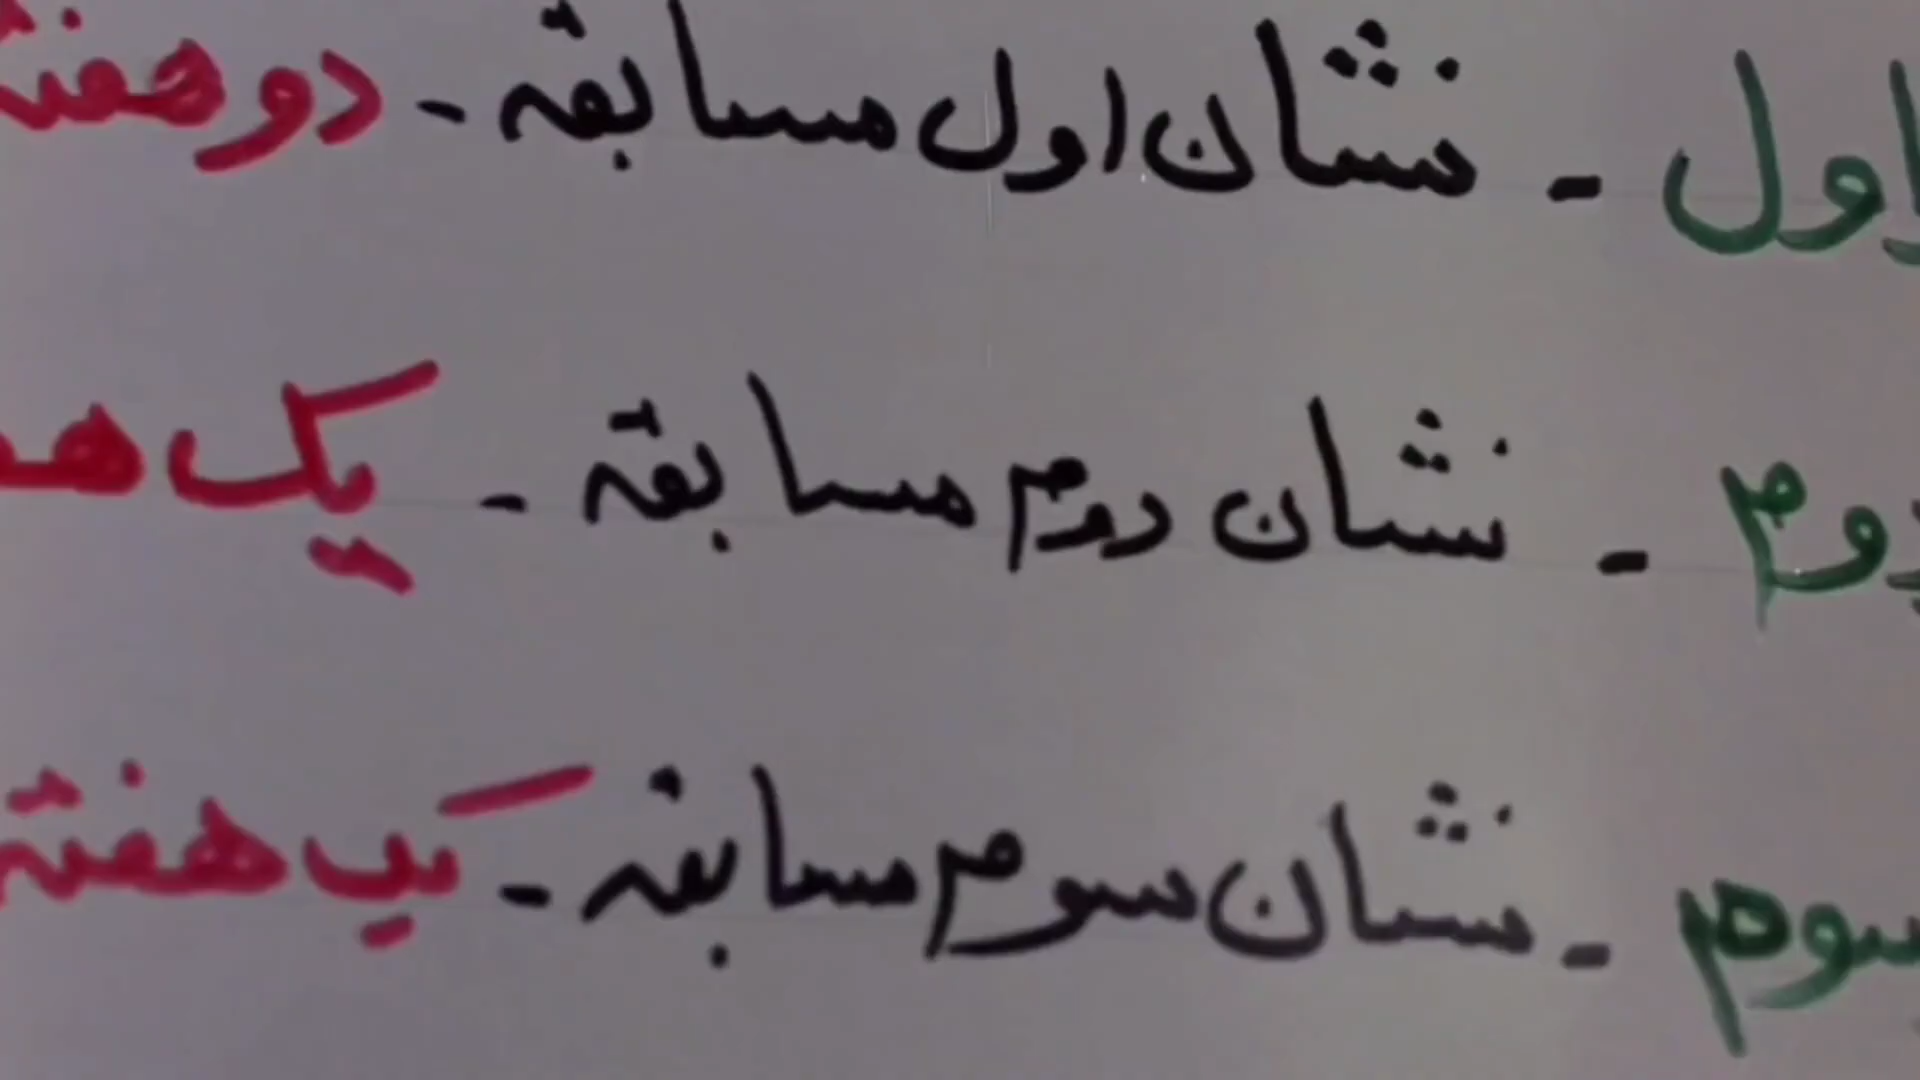 اول - نشان اول مسابقه - دو هفته
دوم - نشان دوم مسابقه - یک
سوم - نشان سوم مسابقه - یک هفته